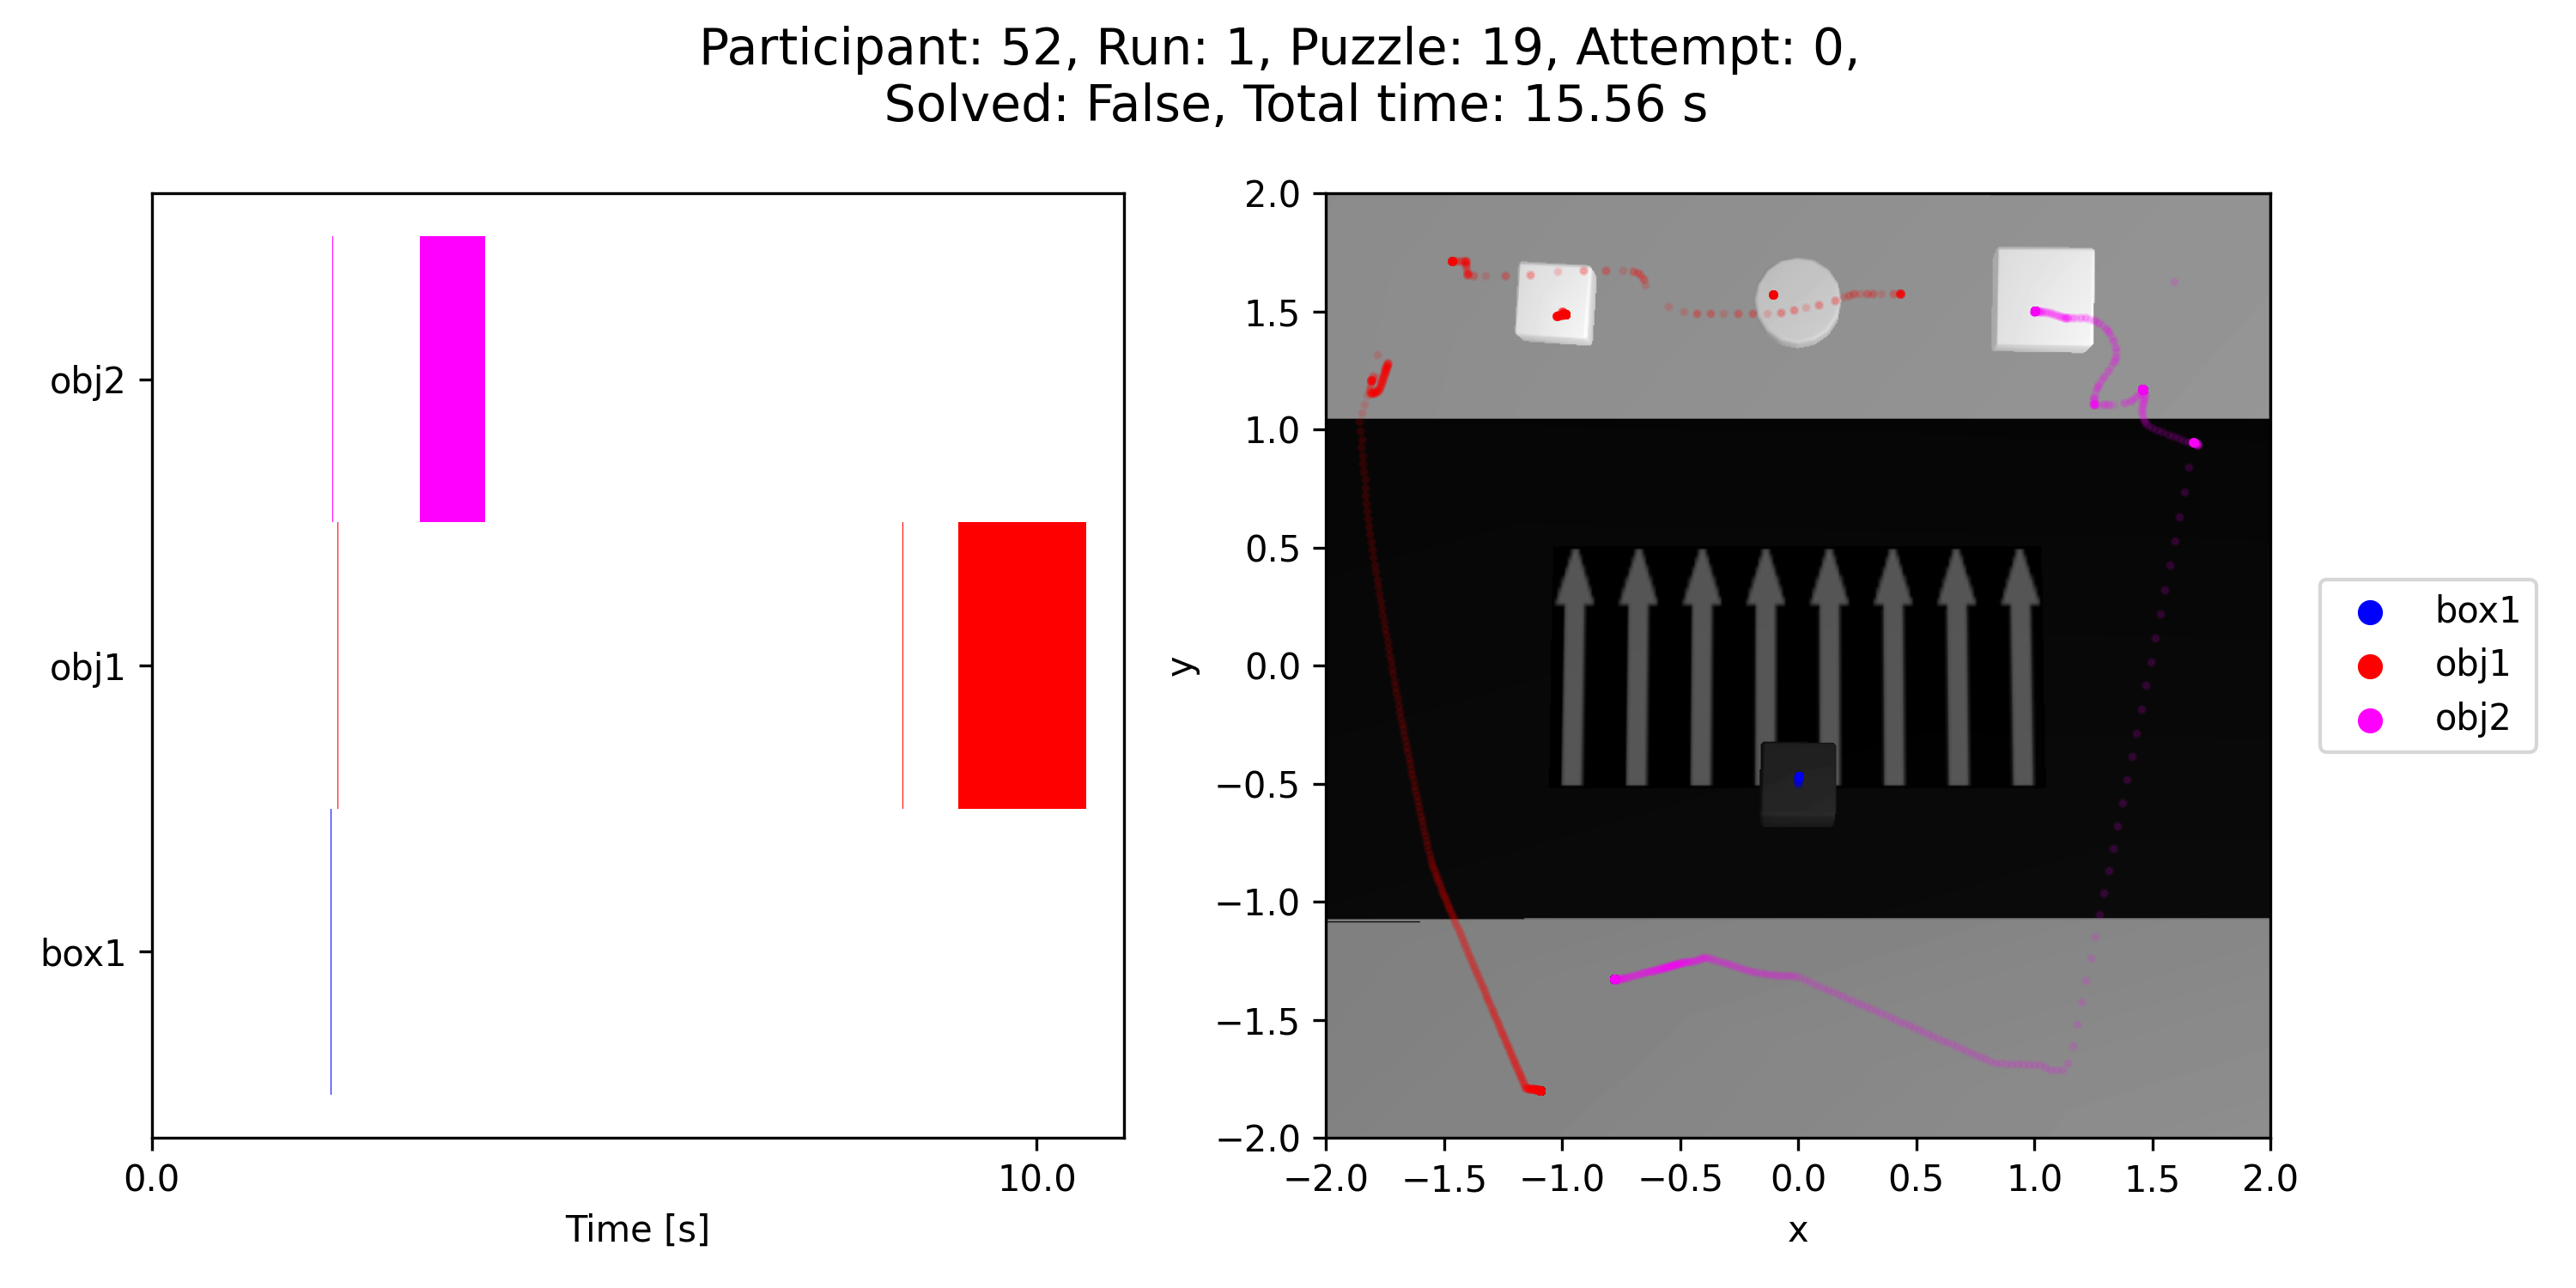 Participant: 52, Run: 1, Puzzle: 19, Attempt: 0,
Solved: False, Total time: 15.56 s
obj2
obj1
box1
0.0
10.0
Time [s]
2.0
1.5
1.0
0.5
0.0
−0.5
−1.0
−1.5
−2.0
y
−2.0
−1.5
−1.0
−0.5
0.0
0.5
1.0
1.5
2.0
x
box1
obj1
obj2